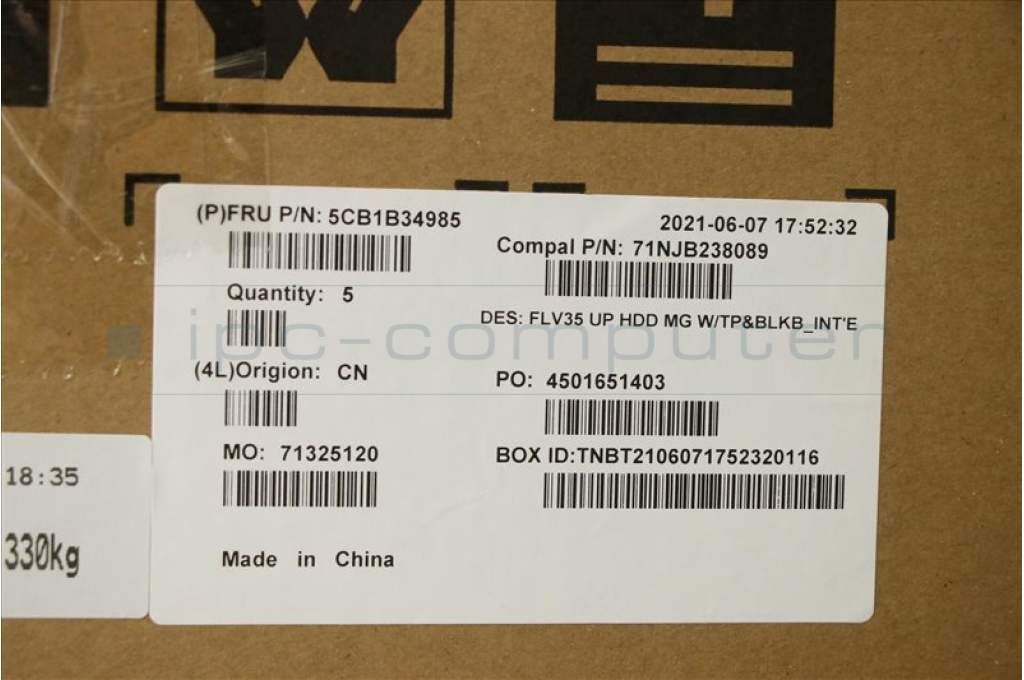 (P)FRU P/N: 5CB1B34985
2021-06-07 17:52:32
Compal P/N: 71NJB238089
Quantity: 5
DES: FLV35 UP HDD MG W/TP&BLKB_INT'E
ipc-computer
(4L)Origion: CN
PO: 4501651403
MO: 71325120
BOX ID:TNBT2106071752320116
Made in China
18:35
330kg